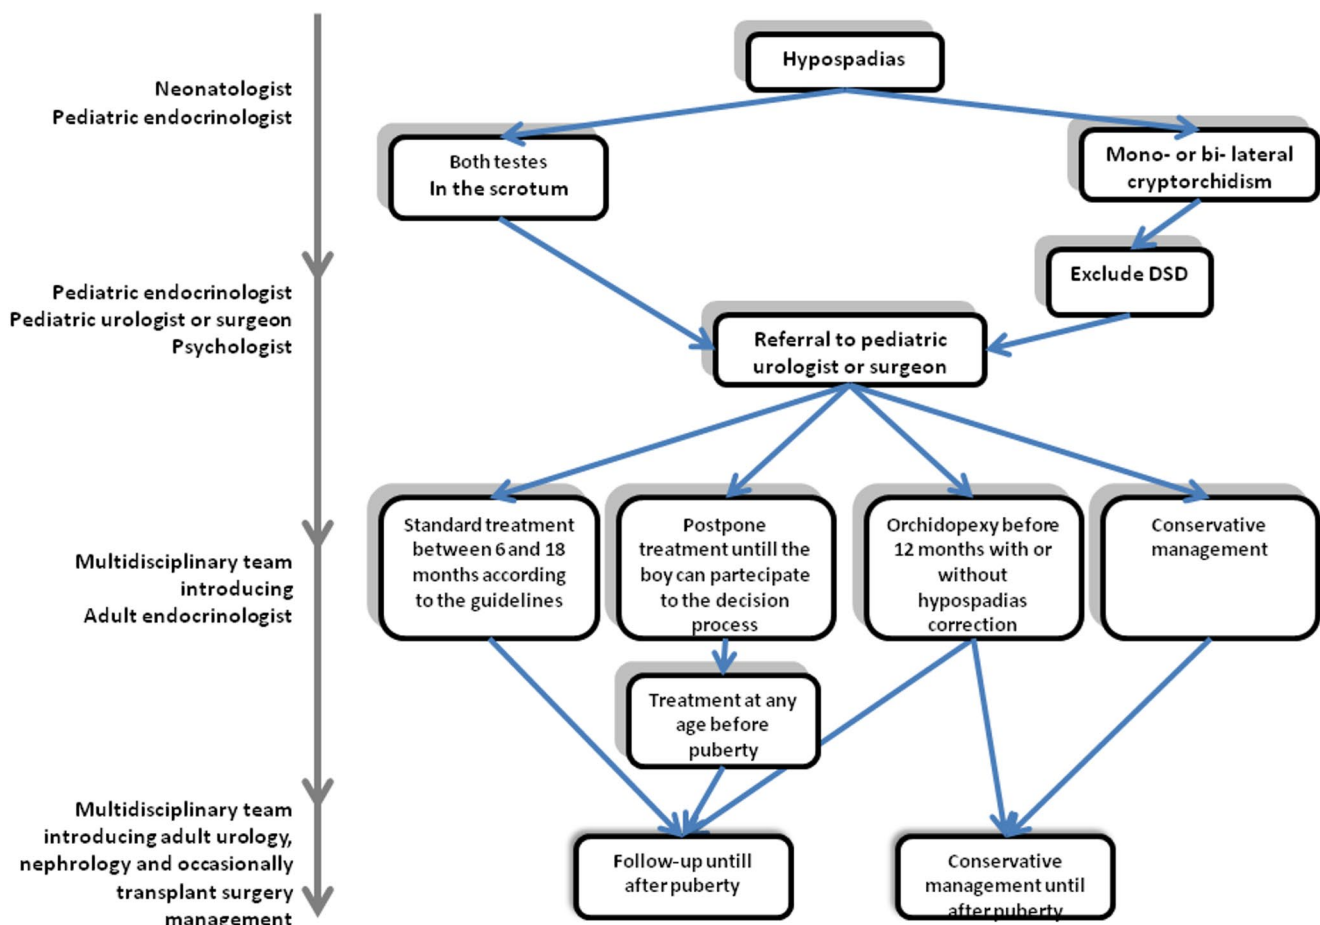 Neonatologist
Pediatric endocrinologist
Pediatric endocrinologist
Pediatric urologist or surgeon
Psychologist
Multidisciplinary team
introducing
Adult endocrinologist
Multidisciplinary team
introducing adult urology,
nephrology and occasionally
transplant surgery
management
Hypospadias
Both testes
In the scrotum
Mono- or bi- lateral
cryptorchidism
Exclude DSD
Referral to pediatric
urologist or surgeon
Standard treatment
between 6 and 18
months according
to the guidelines
Postpone
treatment untill the
boy can partecipate
to the decision
process
Orchidopexy before
12 months with or
without
hypospadias
correction
Conservative
management
Treatment at any
age before
puberty
Follow-up untill
after puberty
Conservative
management until
after puberty